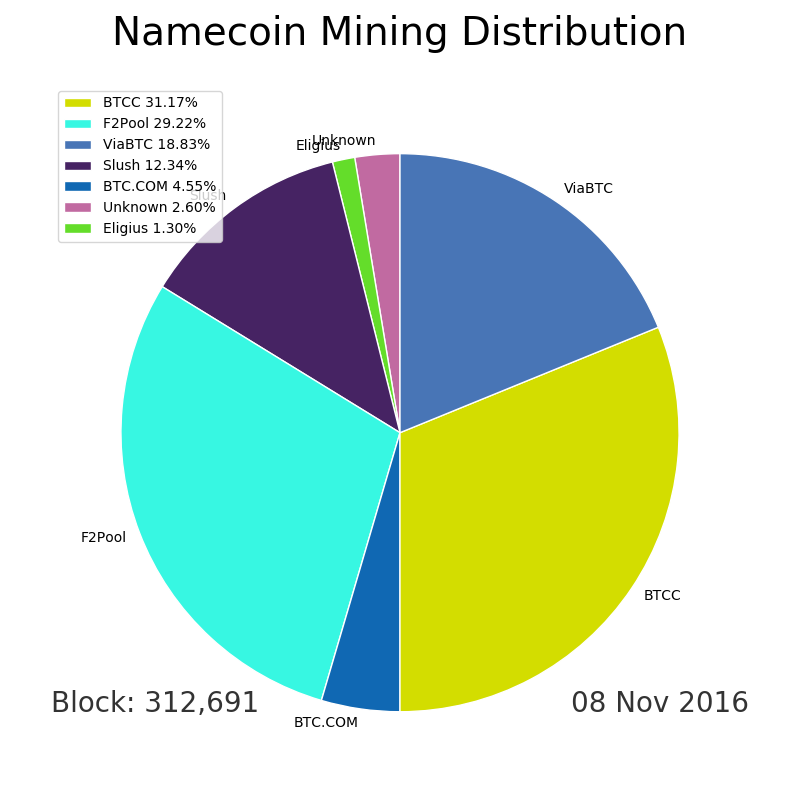 Namecoin Mining Distribution
BTCC 31.17%
F2Pool 29.22%
ViaBTC 18.83%
Slush 12.34%
BTC.COM 4.55%
Unknown 2.60%
Eligius 1.30%
Unknown
Eligius
ViaBTC
Slush
F2Pool
BTCC
BTC.COM
Block: 312,691
08 Nov 2016